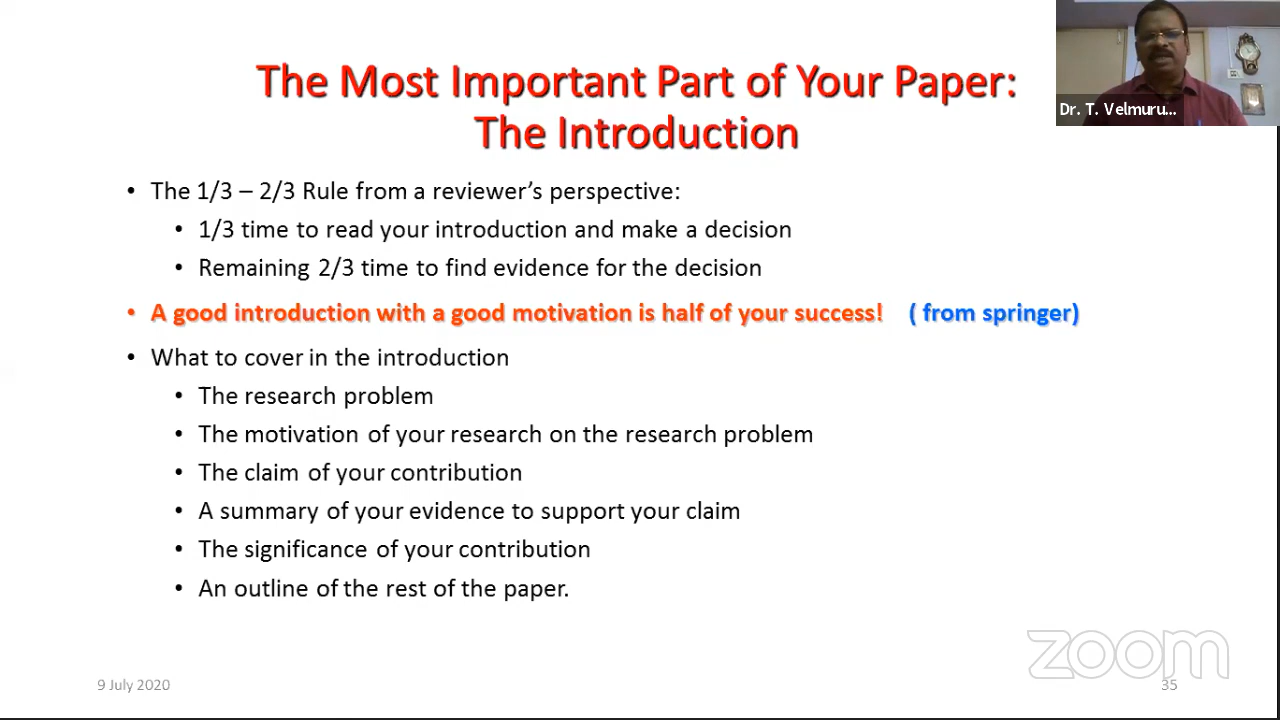 The Most Important Part of Your Paper:
The Introduction
Dr. T. Velmuru...
• The 1/3 – 2/3 Rule from a reviewer’s perspective:
• 1/3 time to read your introduction and make a decision
• Remaining 2/3 time to find evidence for the decision
• A good introduction with a good motivation is half of your success! ( from springer)
• What to cover in the introduction
• The research problem
• The motivation of your research on the research problem
• The claim of your contribution
• A summary of your evidence to support your claim
• The significance of your contribution
• An outline of the rest of the paper.
zoom
9 July 2020
35